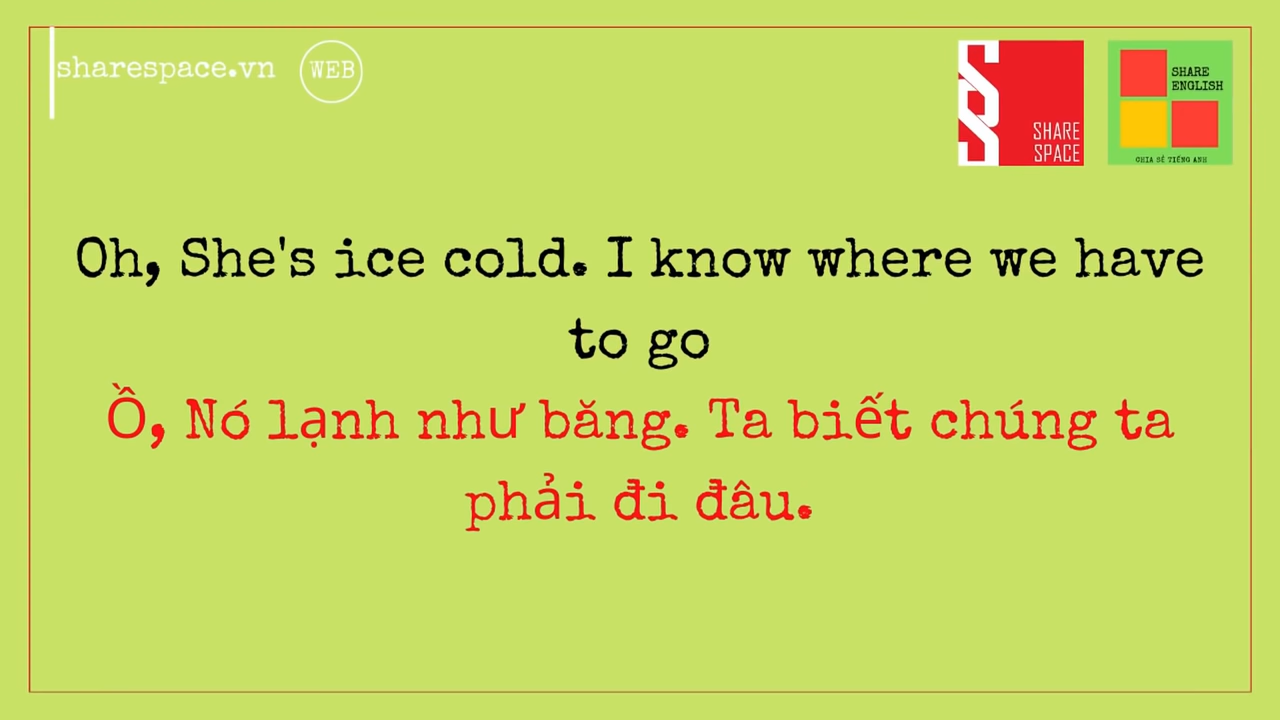 sharespace.vn WEB
SHARE
SPACE
SHARE
ENGLISH
CHIA SẺ TIẾNG ANH
Oh, She's ice cold. I know where we have
to go
Ồ, Nó lạnh như băng. Ta biết chúng ta
phải đi đâu.